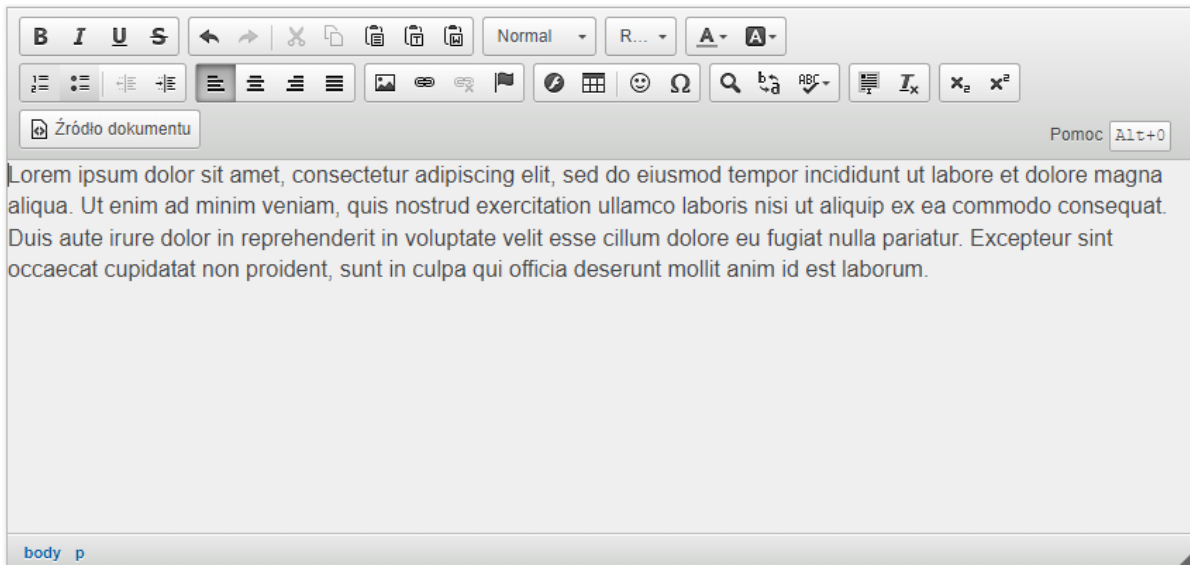 B I U S Normal R... A A
ABC Ω I x x₂ x²
Źródło dokumentu
Pomoc Alt+0
Lorem ipsum dolor sit amet, consectetur adipiscing elit, sed do eiusmod tempor incididunt ut labore et dolore magna
aliqua. Ut enim ad minim veniam, quis nostrud exercitation ullamco laboris nisi ut aliquip ex ea commodo consequat.
Duis aute irure dolor in reprehenderit in voluptate velit esse cillum dolore eu fugiat nulla pariatur. Excepteur sint
occaecat cupidatat non proident, sunt in culpa qui officia deserunt mollit anim id est laborum.
body p